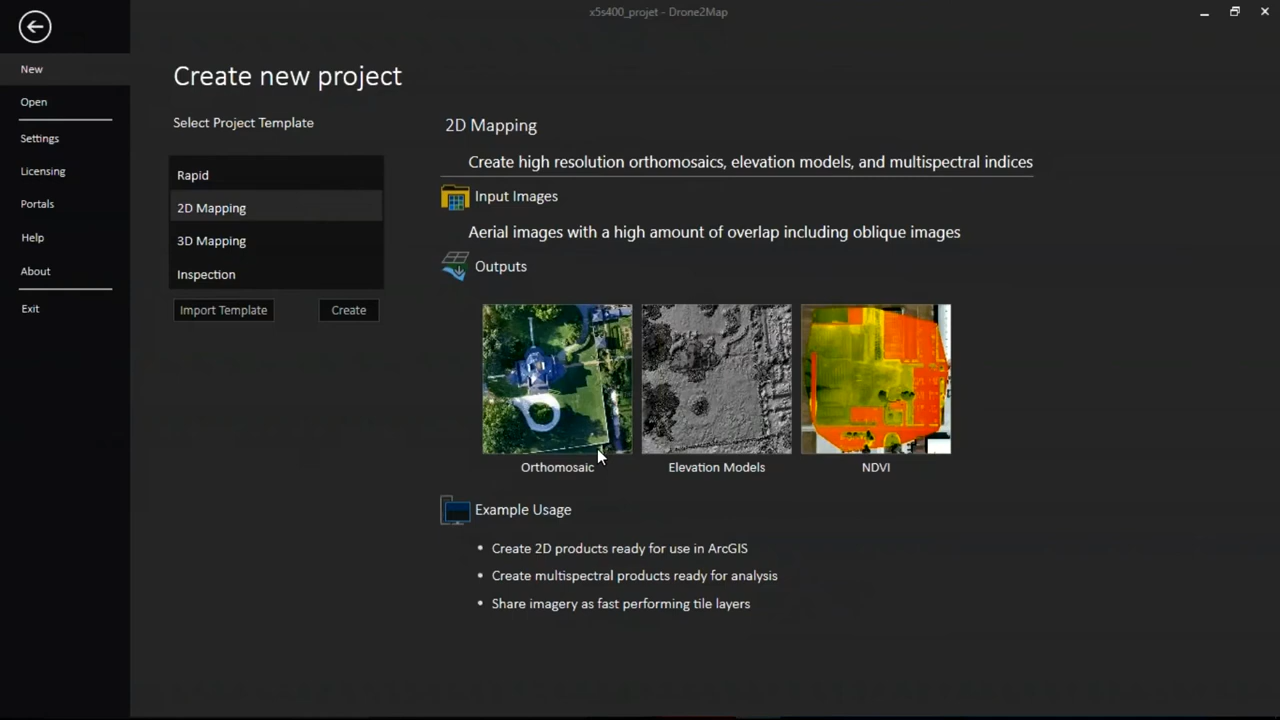 x5s400_projet - Drone2Map
New
Open
Settings
Licensing
Portals
Help
About
Exit
Create new project
Select Project Template
Rapid
2D Mapping
3D Mapping
Inspection
Import Template
Create
2D Mapping
Create high resolution orthomosaics, elevation models, and multispectral indices
Input Images
Aerial images with a high amount of overlap including oblique images
Outputs
Orthomosaic
Elevation Models
NDVI
Example Usage
• Create 2D products ready for use in ArcGIS
• Create multispectral products ready for analysis
• Share imagery as fast performing tile layers